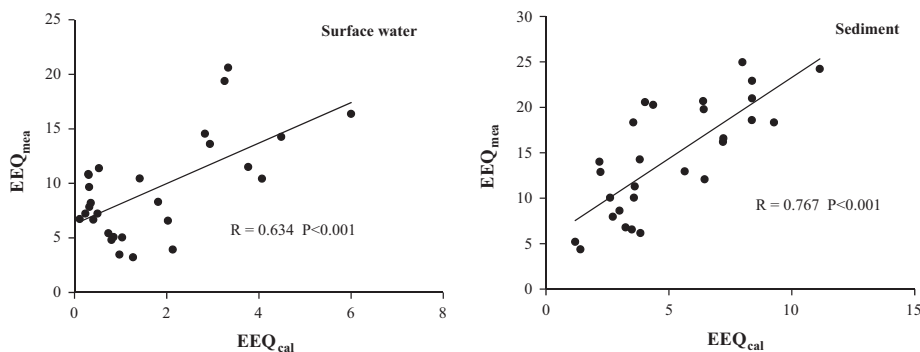 Surface water
25
20
15
10
5
0
EEQmea
0 2 4 6 8
EEQcal
R = 0.634 P<0.001
Sediment
30
25
20
15
10
5
0
EEQmea
0 5 10 15
EEQcal
R = 0.767 P<0.001